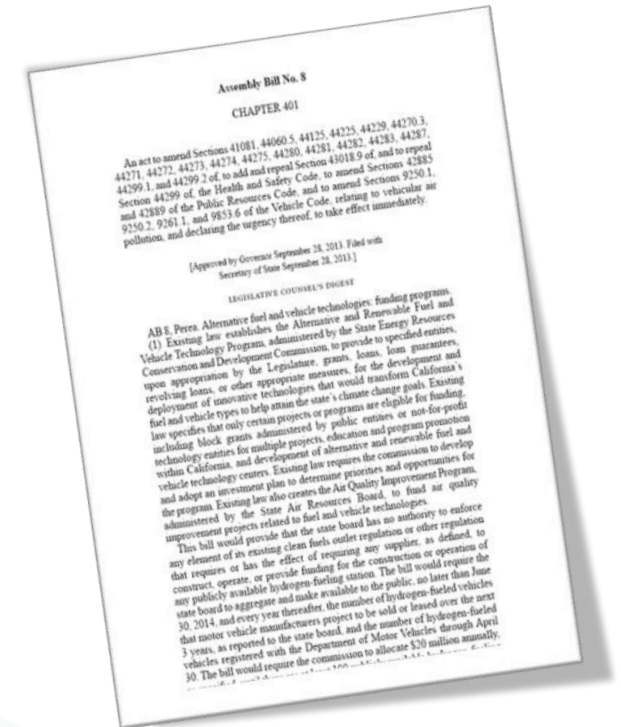 Assembly Bill No. 8
CHAPTER 401
An act to amend Sections 41081, 44060.5, 44125, 44225, 44229, 44270.3,
44271, 44272, 44273, 44274, 44275, 44280, 44281, 44282, 44283, 44287,
44299.1, and 44299.2 of, to add and repeal Section 43018.9 of, and to repeal
Section 44299 of, the Health and Safety Code, to amend Sections 42885
and 42889 of the Public Resources Code, and to amend Sections 9250.1,
9250.2, 9261.1, and 9853.6 of the Vehicle Code, relating to vehicular air
pollution, and declaring the urgency thereof, to take effect immediately.
[Approved by Governor September 28, 2013. Filed with
Secretary of State September 28, 2013.]
LEGISLATIVE COUNSEL'S DIGEST
AB 8, Perea. Alternative fuel and vehicle technologies: funding programs.
(1) Existing law establishes the Alternative and Renewable Fuel and
Vehicle Technology Program, administered by the State Energy Resources
Conservation and Development Commission, to provide to specified entities,
upon appropriation by the Legislature, grants, loans, loan guarantees,
revolving loans, or other appropriate measures, for the development and
deployment of innovative technologies that would transform California's
fuel and vehicle types to help attain the state's climate change goals. Existing
law specifies that only certain projects or programs are eligible for funding,
including block grants administered by public entities or not-for-profit
technology entities for multiple projects, education and program promotion
within California, and development of alternative and renewable fuel and
vehicle technology centers. Existing law requires the commission to develop
and adopt an investment plan to determine priorities and opportunities for
the program. Existing law also creates the Air Quality Improvement Program,
administered by the State Air Resources Board, to fund air quality
improvement projects related to fuel and vehicle technologies.
This bill would provide that the state board has no authority to enforce
any element of its existing clean fuels outlet regulation or other regulation
that requires or has the effect of requiring any supplier, as defined, to
construct, operate, or provide funding for the construction or operation of
any publicly available hydrogen-fueling station. The bill would require the
state board to aggregate and make available to the public, no later than June
30, 2014, and every year thereafter, the number of hydrogen-fueled vehicles
that motor vehicle manufacturers project to be sold or leased over the next
3 years, as reported to the state board, and the number of hydrogen-fueled
vehicles registered with the Department of Motor Vehicles through April
30. The bill would require the commission to allocate $20 million annually,